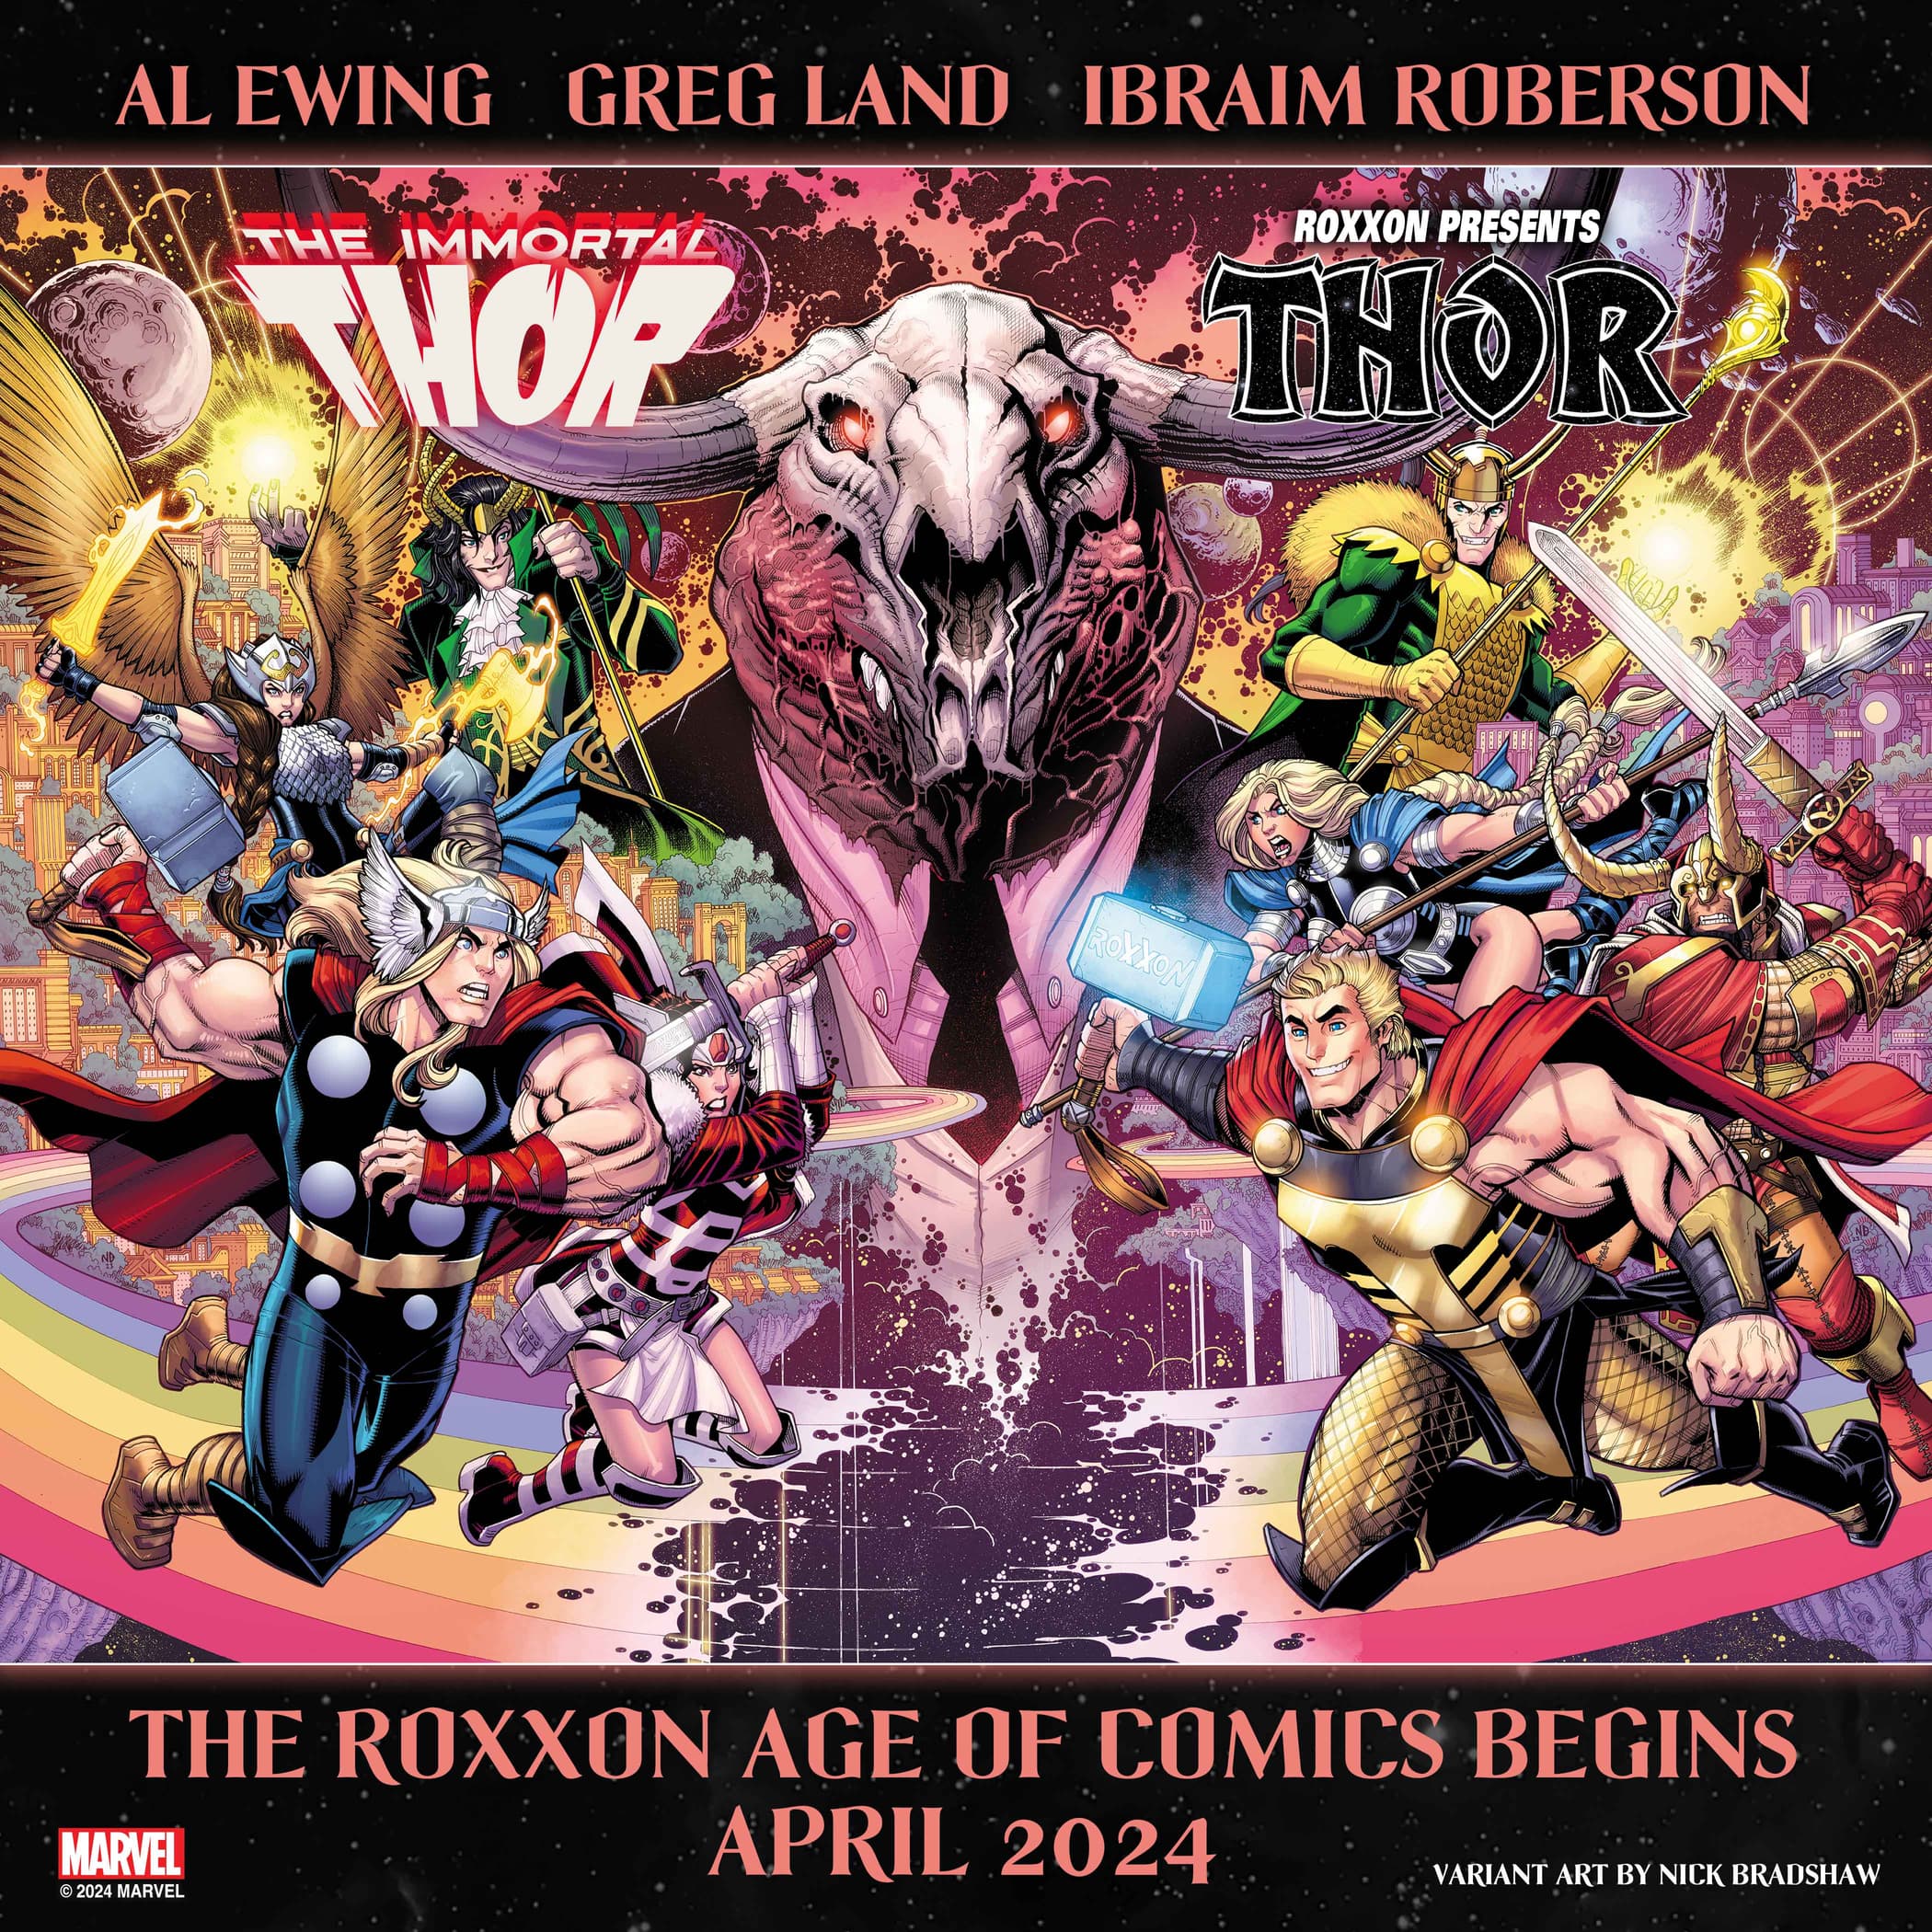 AL EWING GREG LAND IBRAIM ROBERSON
THE IMMORTAL
THOR
ROXXON PRESENTS
THOR
ROXXON
THE ROXXON AGE OF COMICS BEGINS
APRIL 2024
MARVEL
© 2024 MARVEL
VARIANT ART BY NICK BRADSHAW